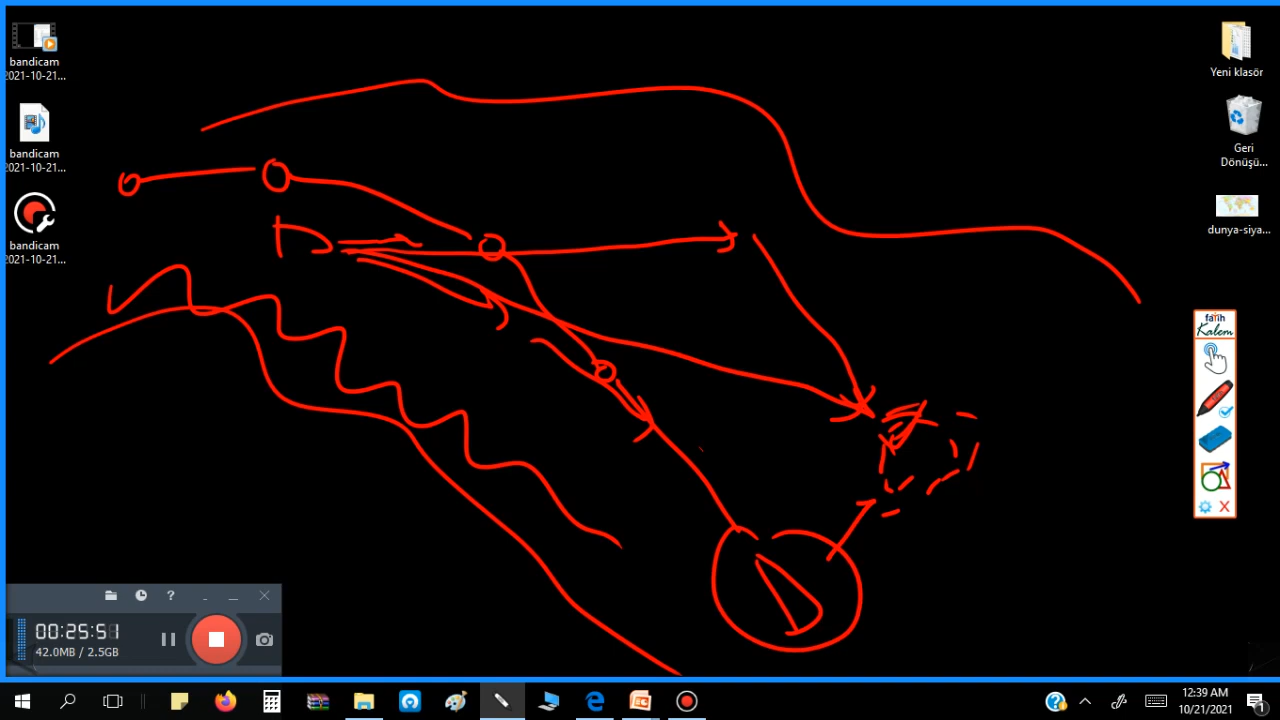 bandicam
2021-10-21...
bandicam
2021-10-21...
bandicam
2021-10-21...
Yeni klasör
Geri
Dönüşü...
dunya-siya...
fatih
Kalem
00:25:51
42.0MB / 2.5GB
D
D
12:39 AM
10/21/2021
1